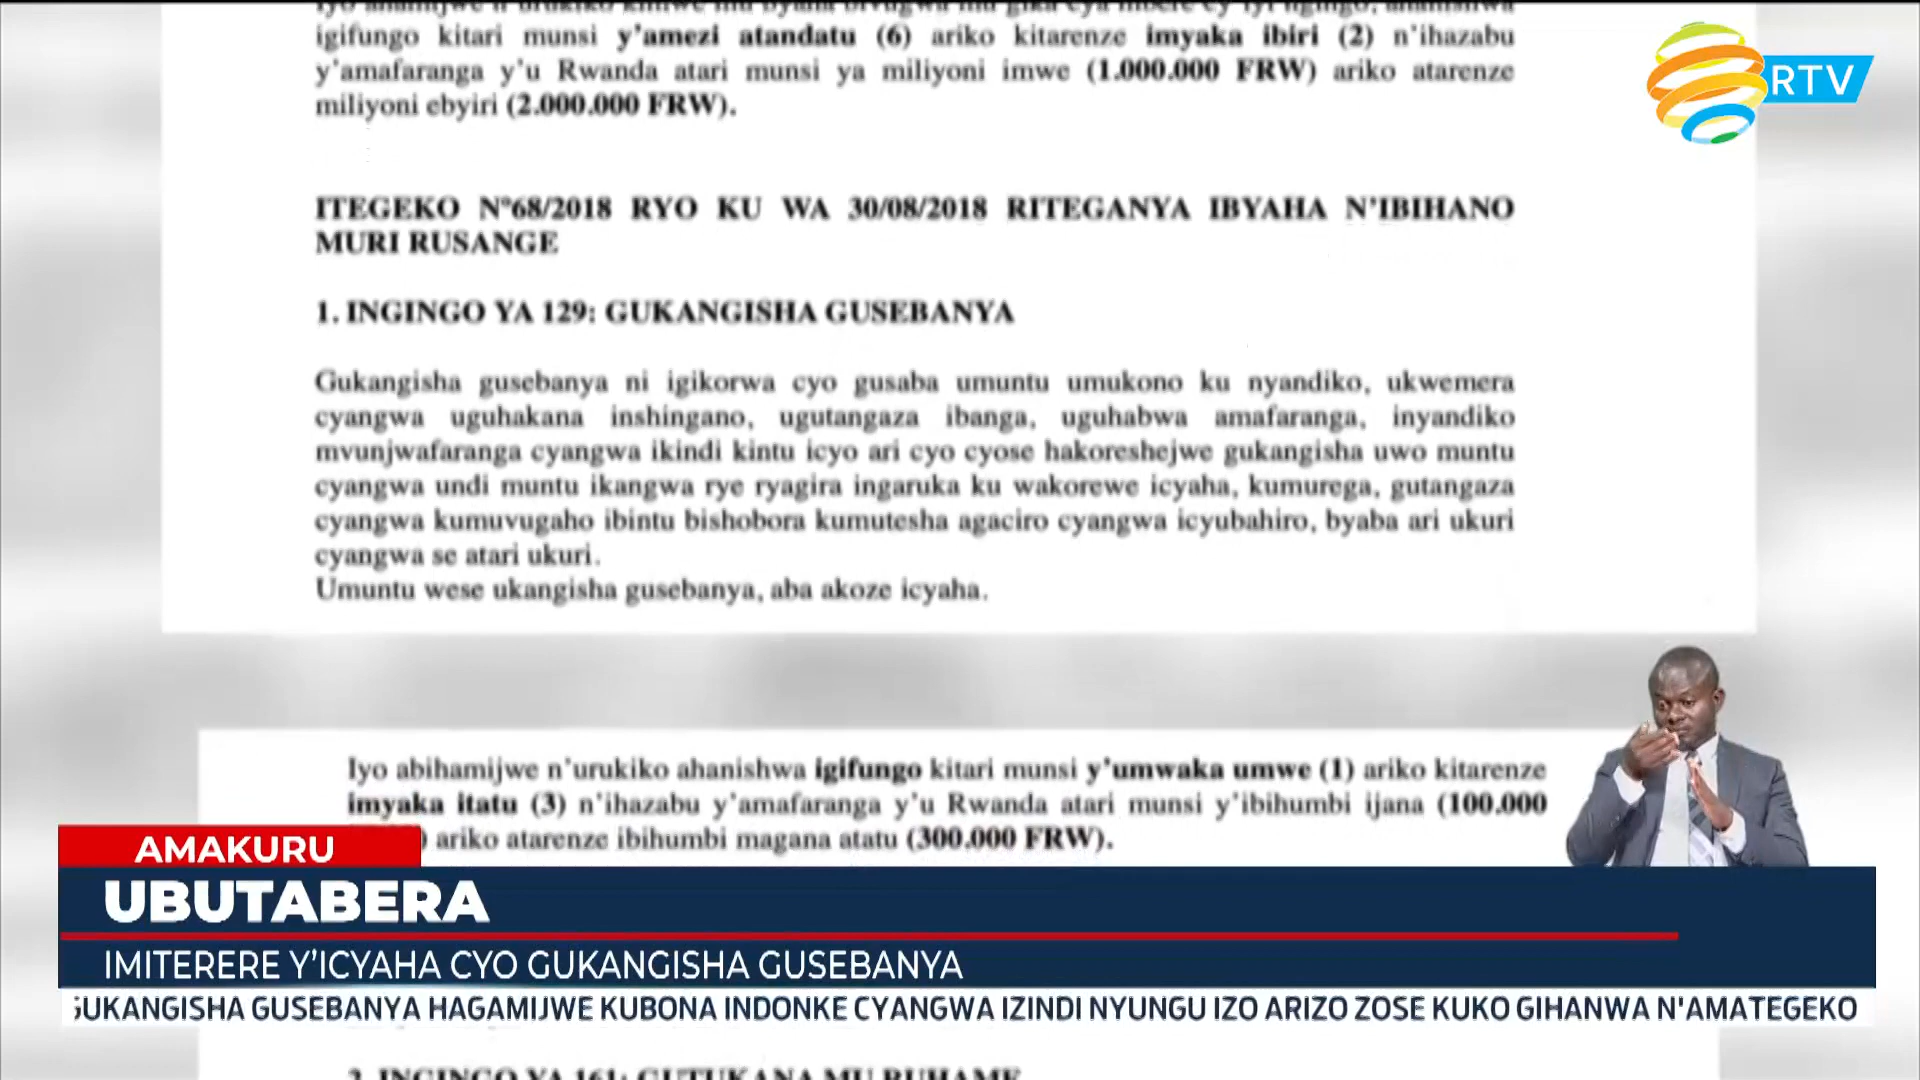 igifungo kitari munsi y'amezi atandatu (6) ariko kitarenze imyaka ibiri (2) n'ihazabu
y'amafaranga y'u Rwanda atari munsi ya miliyoni imwe (1.000.000 FRW) ariko atarenze
miliyoni ebyiri (2.000.000 FRW).
RTV
ITEGEKO Nº68/2018 RYO KU WA 30/08/2018 RITEGANYA IBYAHA N'IBIHANO
MURI RUSANGE
1. INGINGO YA 129: GUKANGISHA GUSEBANYA
Gukangisha gusebanya ni igikorwa cyo gusaba umuntu umukono ku nyandiko, ukwemera
cyangwa uguhakana inshingano, ugutangaza ibanga, uguhabwa amafaranga, inyandiko
mvunjwafaranga cyangwa ikindi kintu icyo ari cyo cyose hakoreshejwe gukangisha uwo muntu
cyangwa undi muntu ikangwa rye ryagira ingaruka ku wakorewe icyaha, kumurega, gutangaza
cyangwa kumuvugaho ibintu bishobora kumutesha agaciro cyangwa icyubahiro, byaba ari ukuri
cyangwa se atari ukuri.
Umuntu wese ukangisha gusebanya, aba akoze icyaha.
Iyo abihamijwe n'urukiko ahanishwa igifungo kitari munsi y'umwaka umwe (1) ariko kitarenze
imyaka itatu (3) n'ihazabu y'amafaranga y'u Rwanda atari munsi y'ibihumbi ijana (100.000
) ariko atarenze ibihumbi magana atatu (300.000 FRW).
AMAKURU
UBUTABERA
IMITERERE Y'ICYAHA CYO GUKANGISHA GUSEBANYA
GUKANGISHA GUSEBANYA HAGAMIJWE KUBONA INDONKE CYANGWA IZINDI NYUNGU IZO ARIZO ZOSE KUKO GIHANWA N'AMATEGEKO
2. INGINGO YA 161: GUTUKANA MU RUHAME